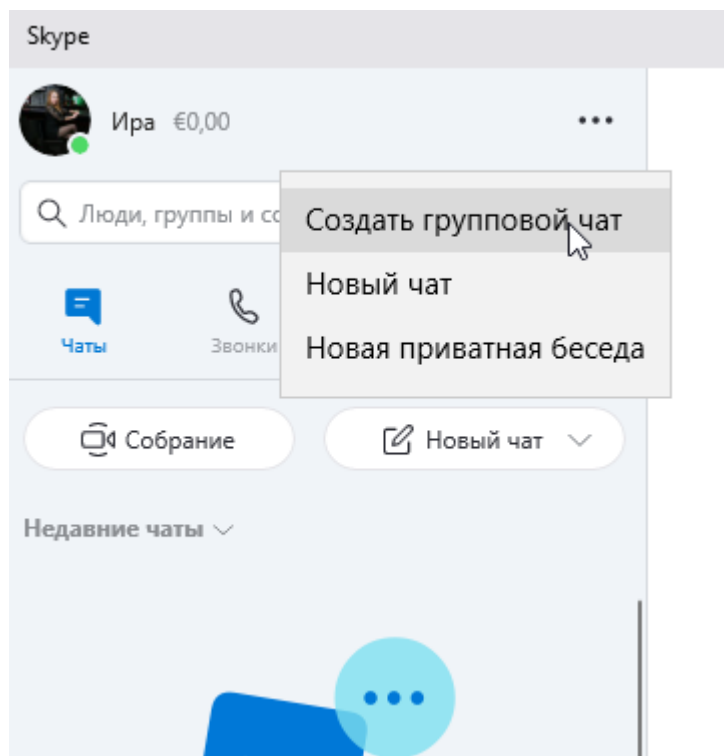 Skype
Ира €0,00
Люди, группы и со
Создать групповой чат
Новый чат
Новая приватная беседа
Чаты
Звонки
Собрание
Новый чат
Недавние чаты